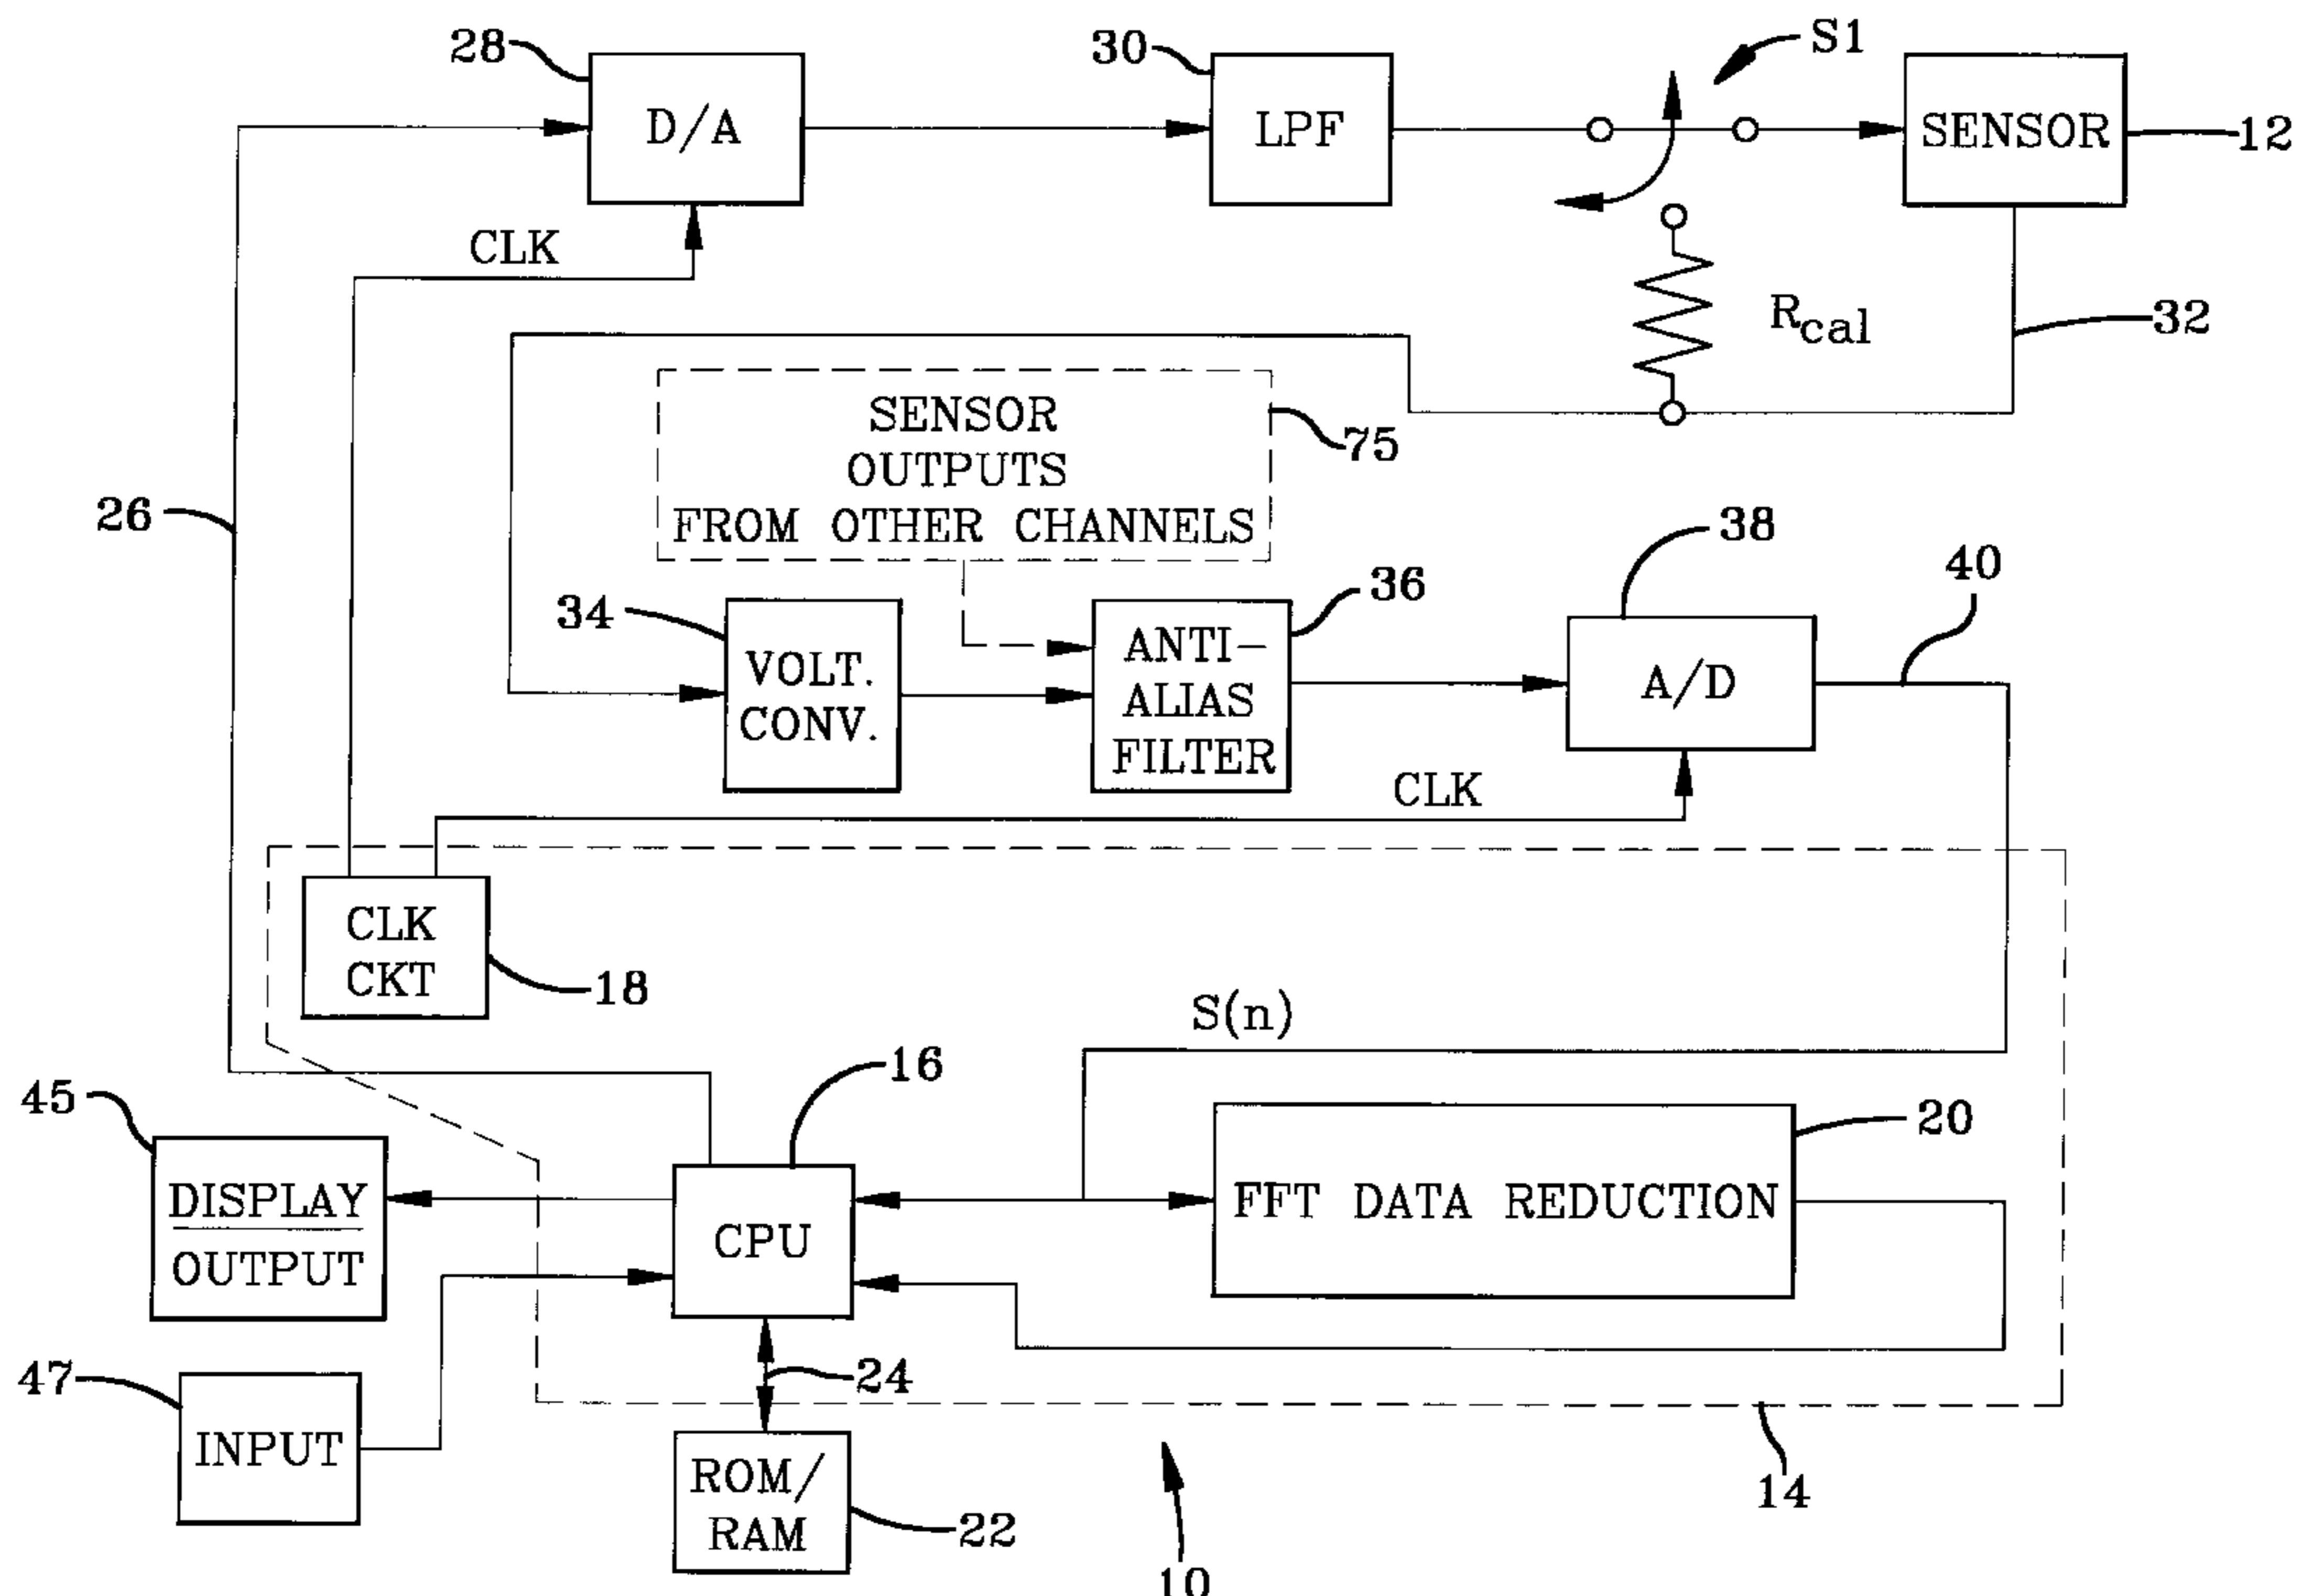 28
D/A
30
LPF
S1
SENSOR
12
CLK
Rcal
32
SENSOR
OUTPUTS
FROM OTHER CHANNELS
75
26
34
VOLT.
CONV.
36
ANTI-
ALIAS
FILTER
38
A/D
40
CLK
CLK
CKT
18
S(n)
16
45
DISPLAY
OUTPUT
CPU
20
FFT DATA REDUCTION
47
INPUT
24
ROM/
RAM
22
14
10